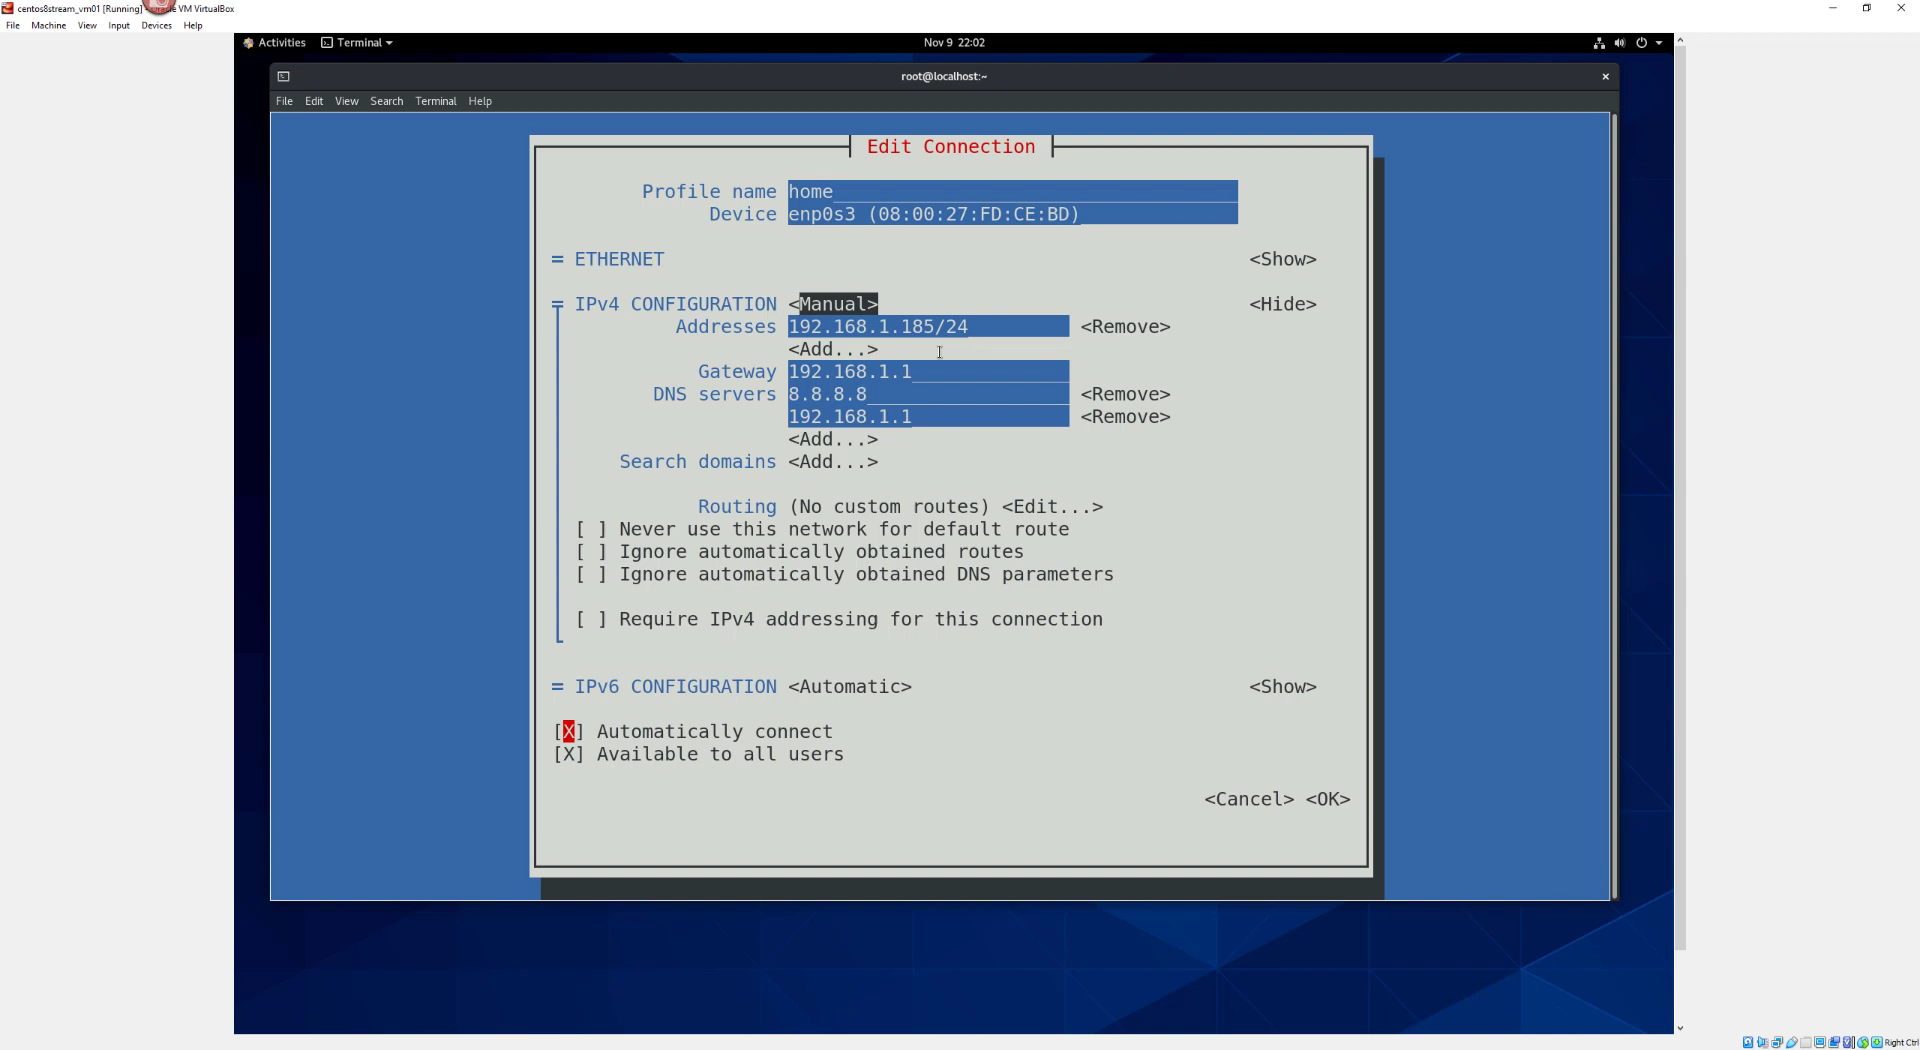 centos8stream_vm01 [Running] - Oracle VM VirtualBox
File Machine View Input Devices Help
Activities Terminal Nov 9 22:02
root@localhost:~ ×
File Edit View Search Terminal Help
Edit Connection
Profile name home
Device enp0s3 (08:00:27:FD:CE:BD)
= ETHERNET <Show>
= IPv4 CONFIGURATION <Manual> <Hide>
Addresses 192.168.1.185/24 <Remove>
<Add...>
Gateway 192.168.1.1
DNS servers 8.8.8.8 <Remove>
192.168.1.1 <Remove>
<Add...>
Search domains <Add...>
Routing (No custom routes) <Edit...>
[ ] Never use this network for default route
[ ] Ignore automatically obtained routes
[ ] Ignore automatically obtained DNS parameters
[ ] Require IPv4 addressing for this connection
= IPv6 CONFIGURATION <Automatic> <Show>
[X] Automatically connect
[X] Available to all users
<Cancel> <OK>
Right Ctrl